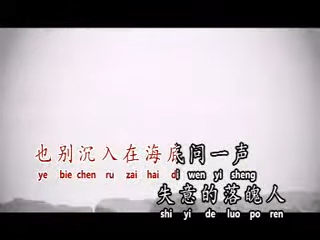 也别沉入在海底问一声
ye bie chen ru zai hai di wen yi sheng
失意的落魄人
shi yi de luo po ren